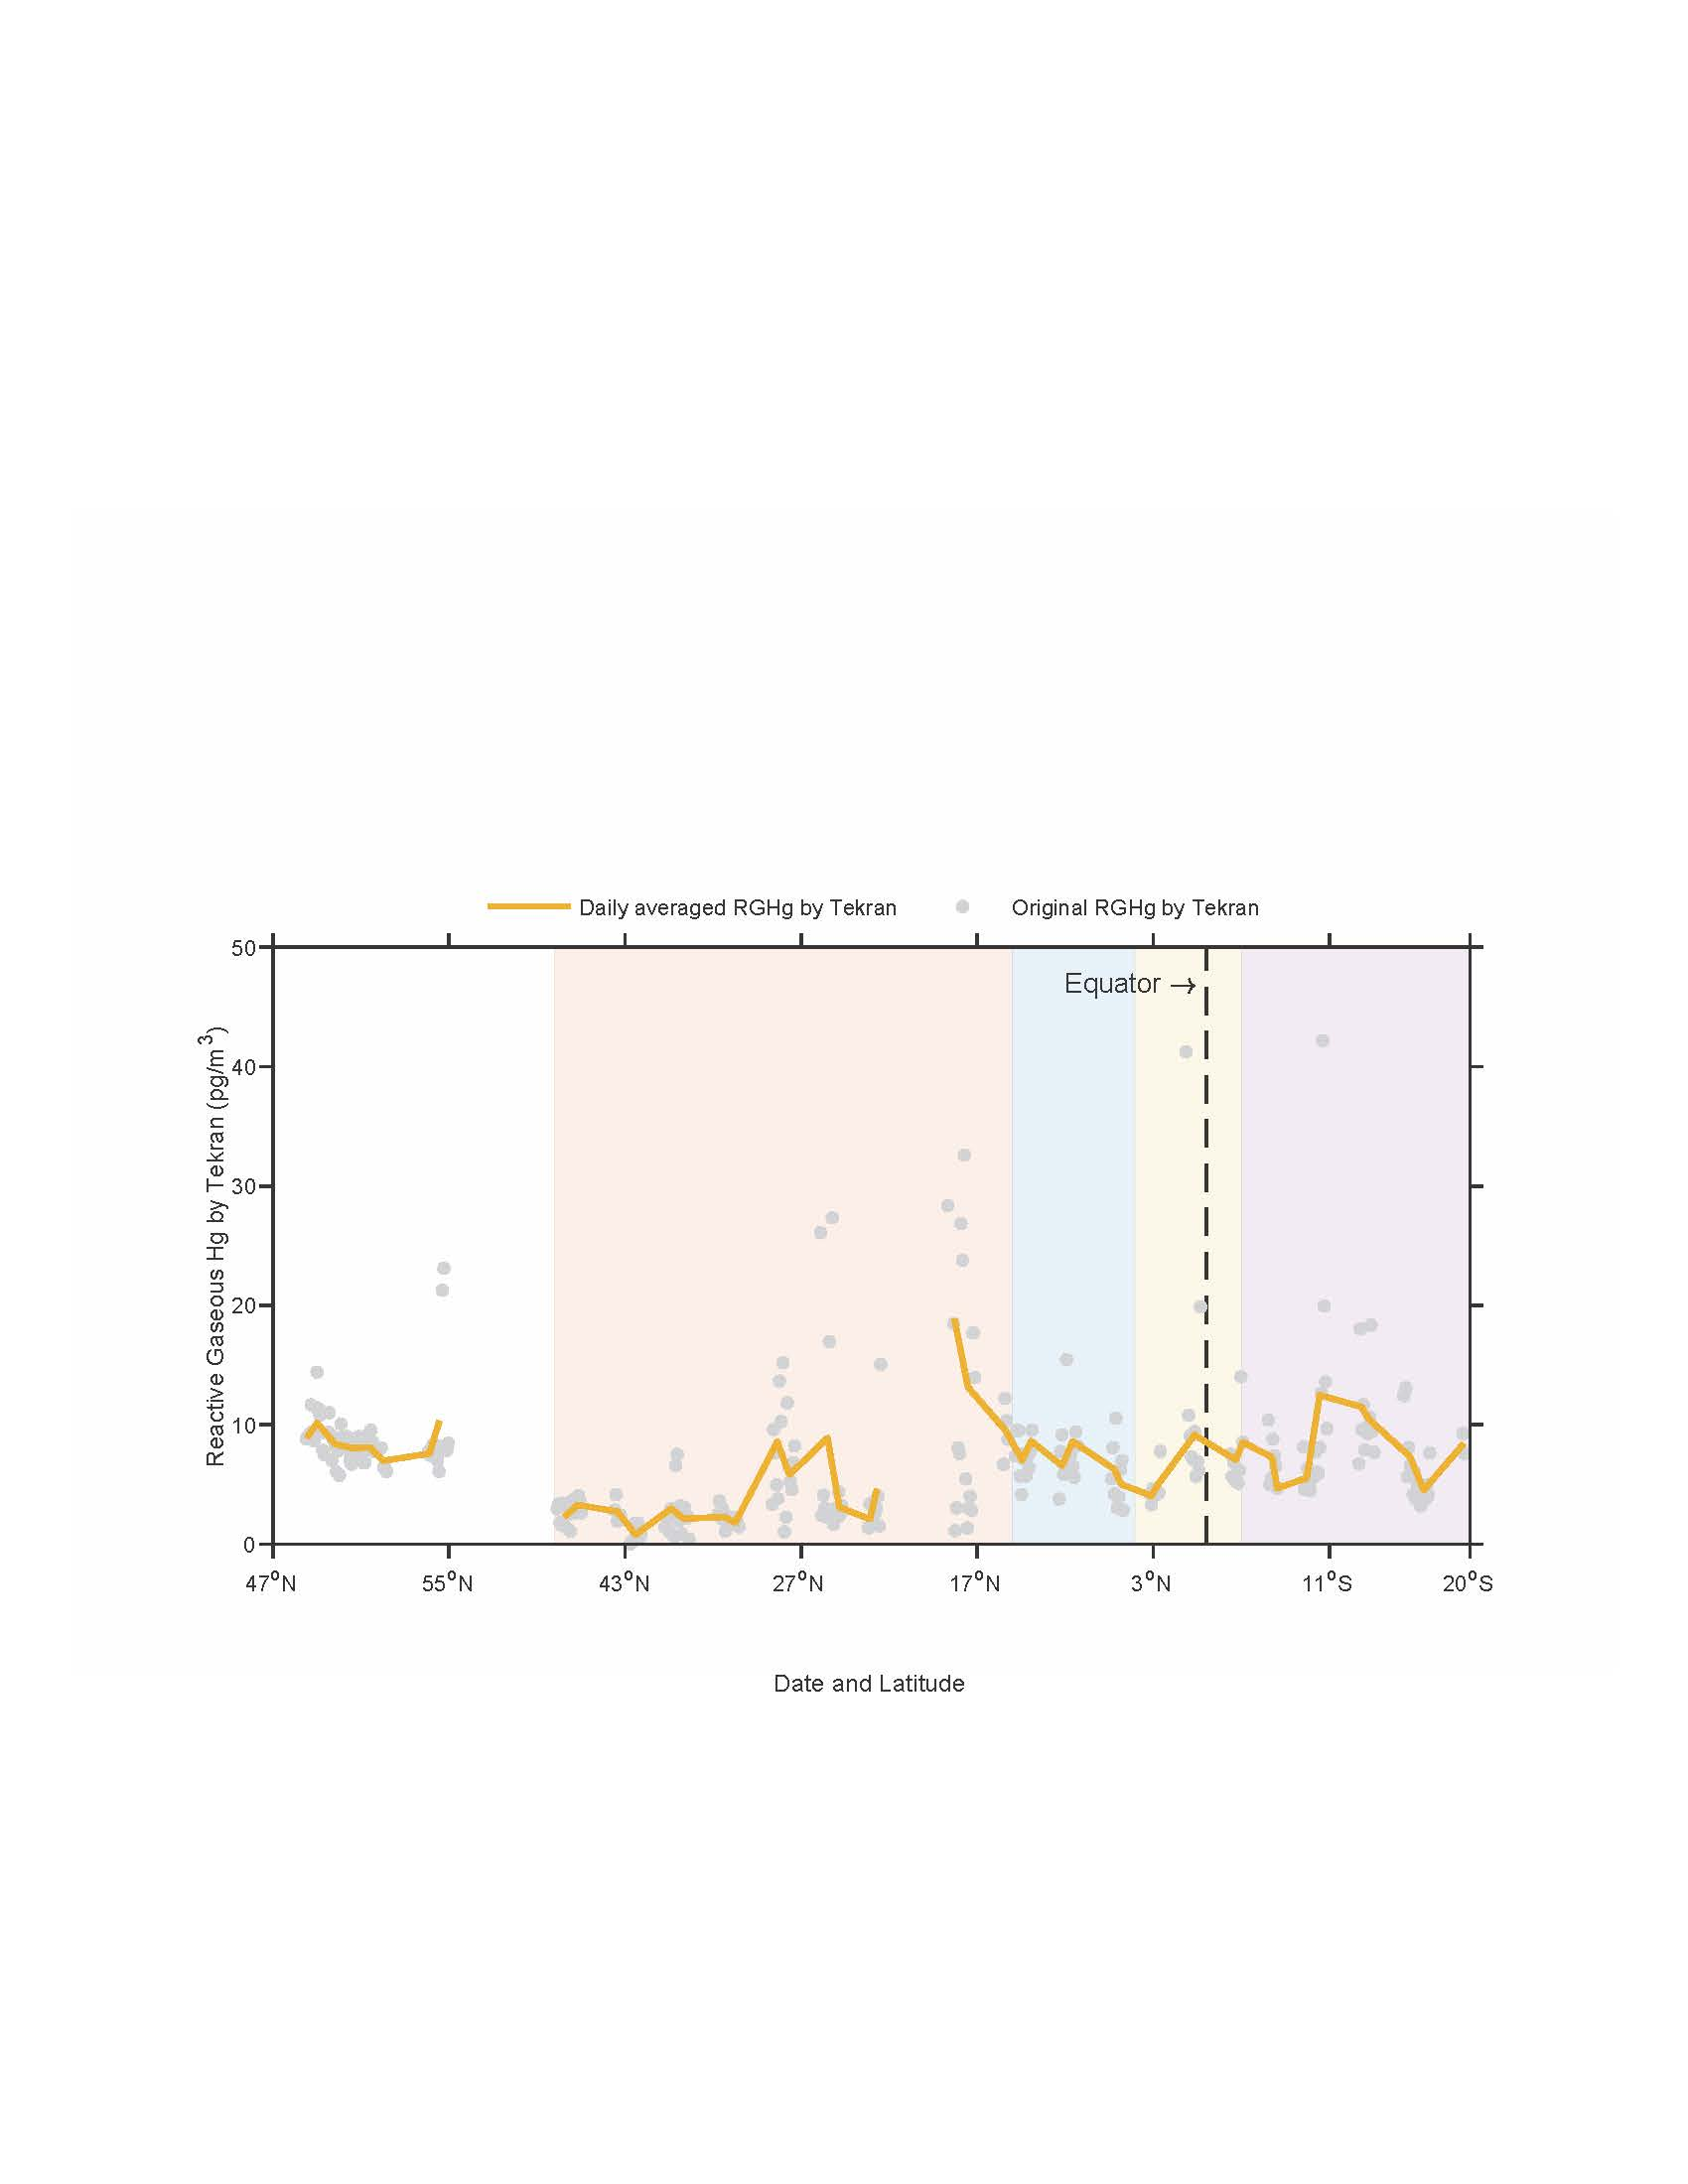 Daily averaged RGHg by Tekran Original RGHg by Tekran
50
Equator →
40
30
20
10
0
Reactive Gaseous Hg by Tekran (pg/m³)
47°N 55°N 43°N 27°N 17°N 3°N 11°S 20°S
Date and Latitude